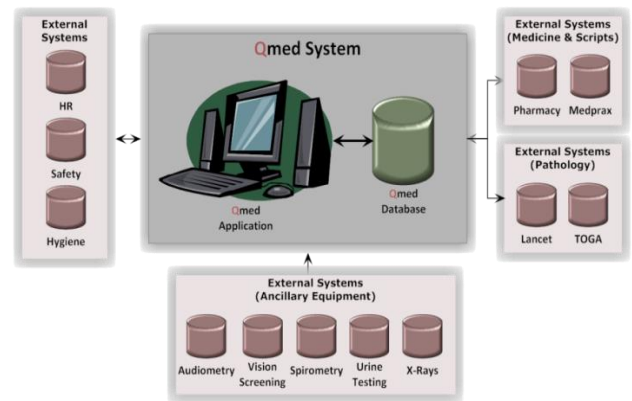 External
Systems
HR
Safety
Hygiene
Qmed System
Qmed
Application
Qmed
Database
External Systems
(Medicine & Scripts)
Pharmacy
Medprax
External Systems
(Pathology)
Lancet
TOGA
External Systems
(Ancillary Equipment)
Audiometry
Vision
Screening
Spirometry
Urine
Testing
X-Rays